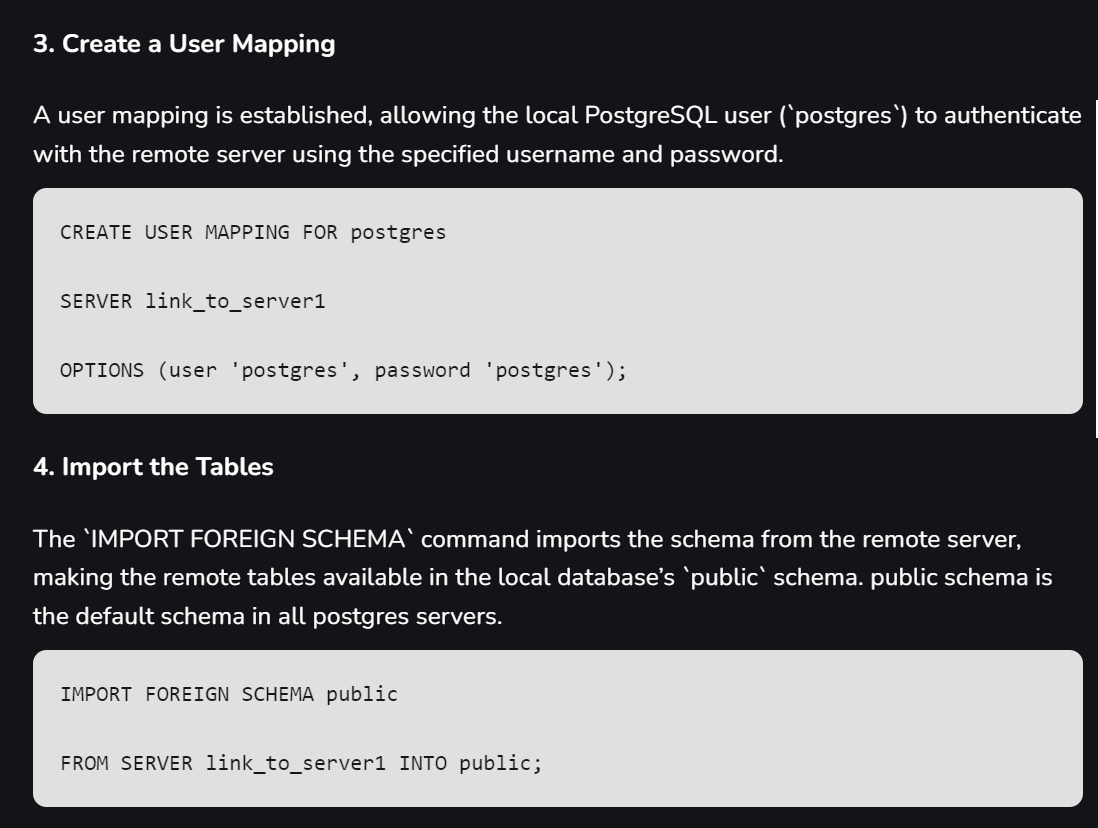 3. Create a User Mapping
A user mapping is established, allowing the local PostgreSQL user (`postgres`) to authenticate
with the remote server using the specified username and password.
CREATE USER MAPPING FOR postgres
SERVER link_to_server1
OPTIONS (user 'postgres', password 'postgres');
4. Import the Tables
The `IMPORT FOREIGN SCHEMA` command imports the schema from the remote server,
making the remote tables available in the local database’s `public` schema. public schema is
the default schema in all postgres servers.
IMPORT FOREIGN SCHEMA public
FROM SERVER link_to_server1 INTO public;